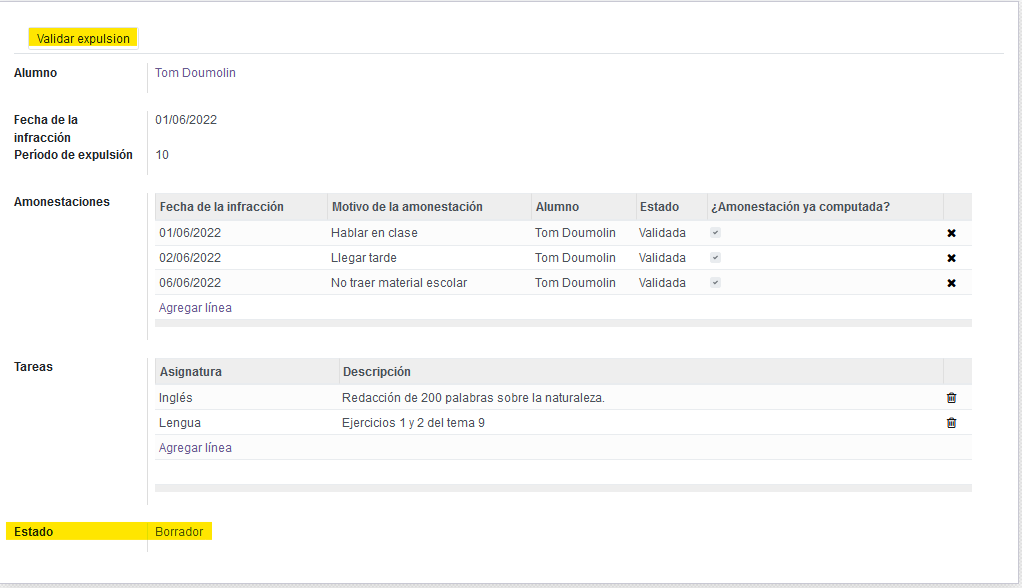 Validar expulsion
Alumno Tom Doumolin
Fecha de la infracción 01/06/2022
Período de expulsión 10
Amonestaciones
Fecha de la infracción Motivo de la amonestación Alumno Estado ¿Amonestación ya computada?
01/06/2022 Hablar en clase Tom Doumolin Validada
02/06/2022 Llegar tarde Tom Doumolin Validada
06/06/2022 No traer material escolar Tom Doumolin Validada
Agregar línea
Tareas
Asignatura Descripción
Inglés Redacción de 200 palabras sobre la naturaleza.
Lengua Ejercicios 1 y 2 del tema 9
Agregar línea
Estado Borrador